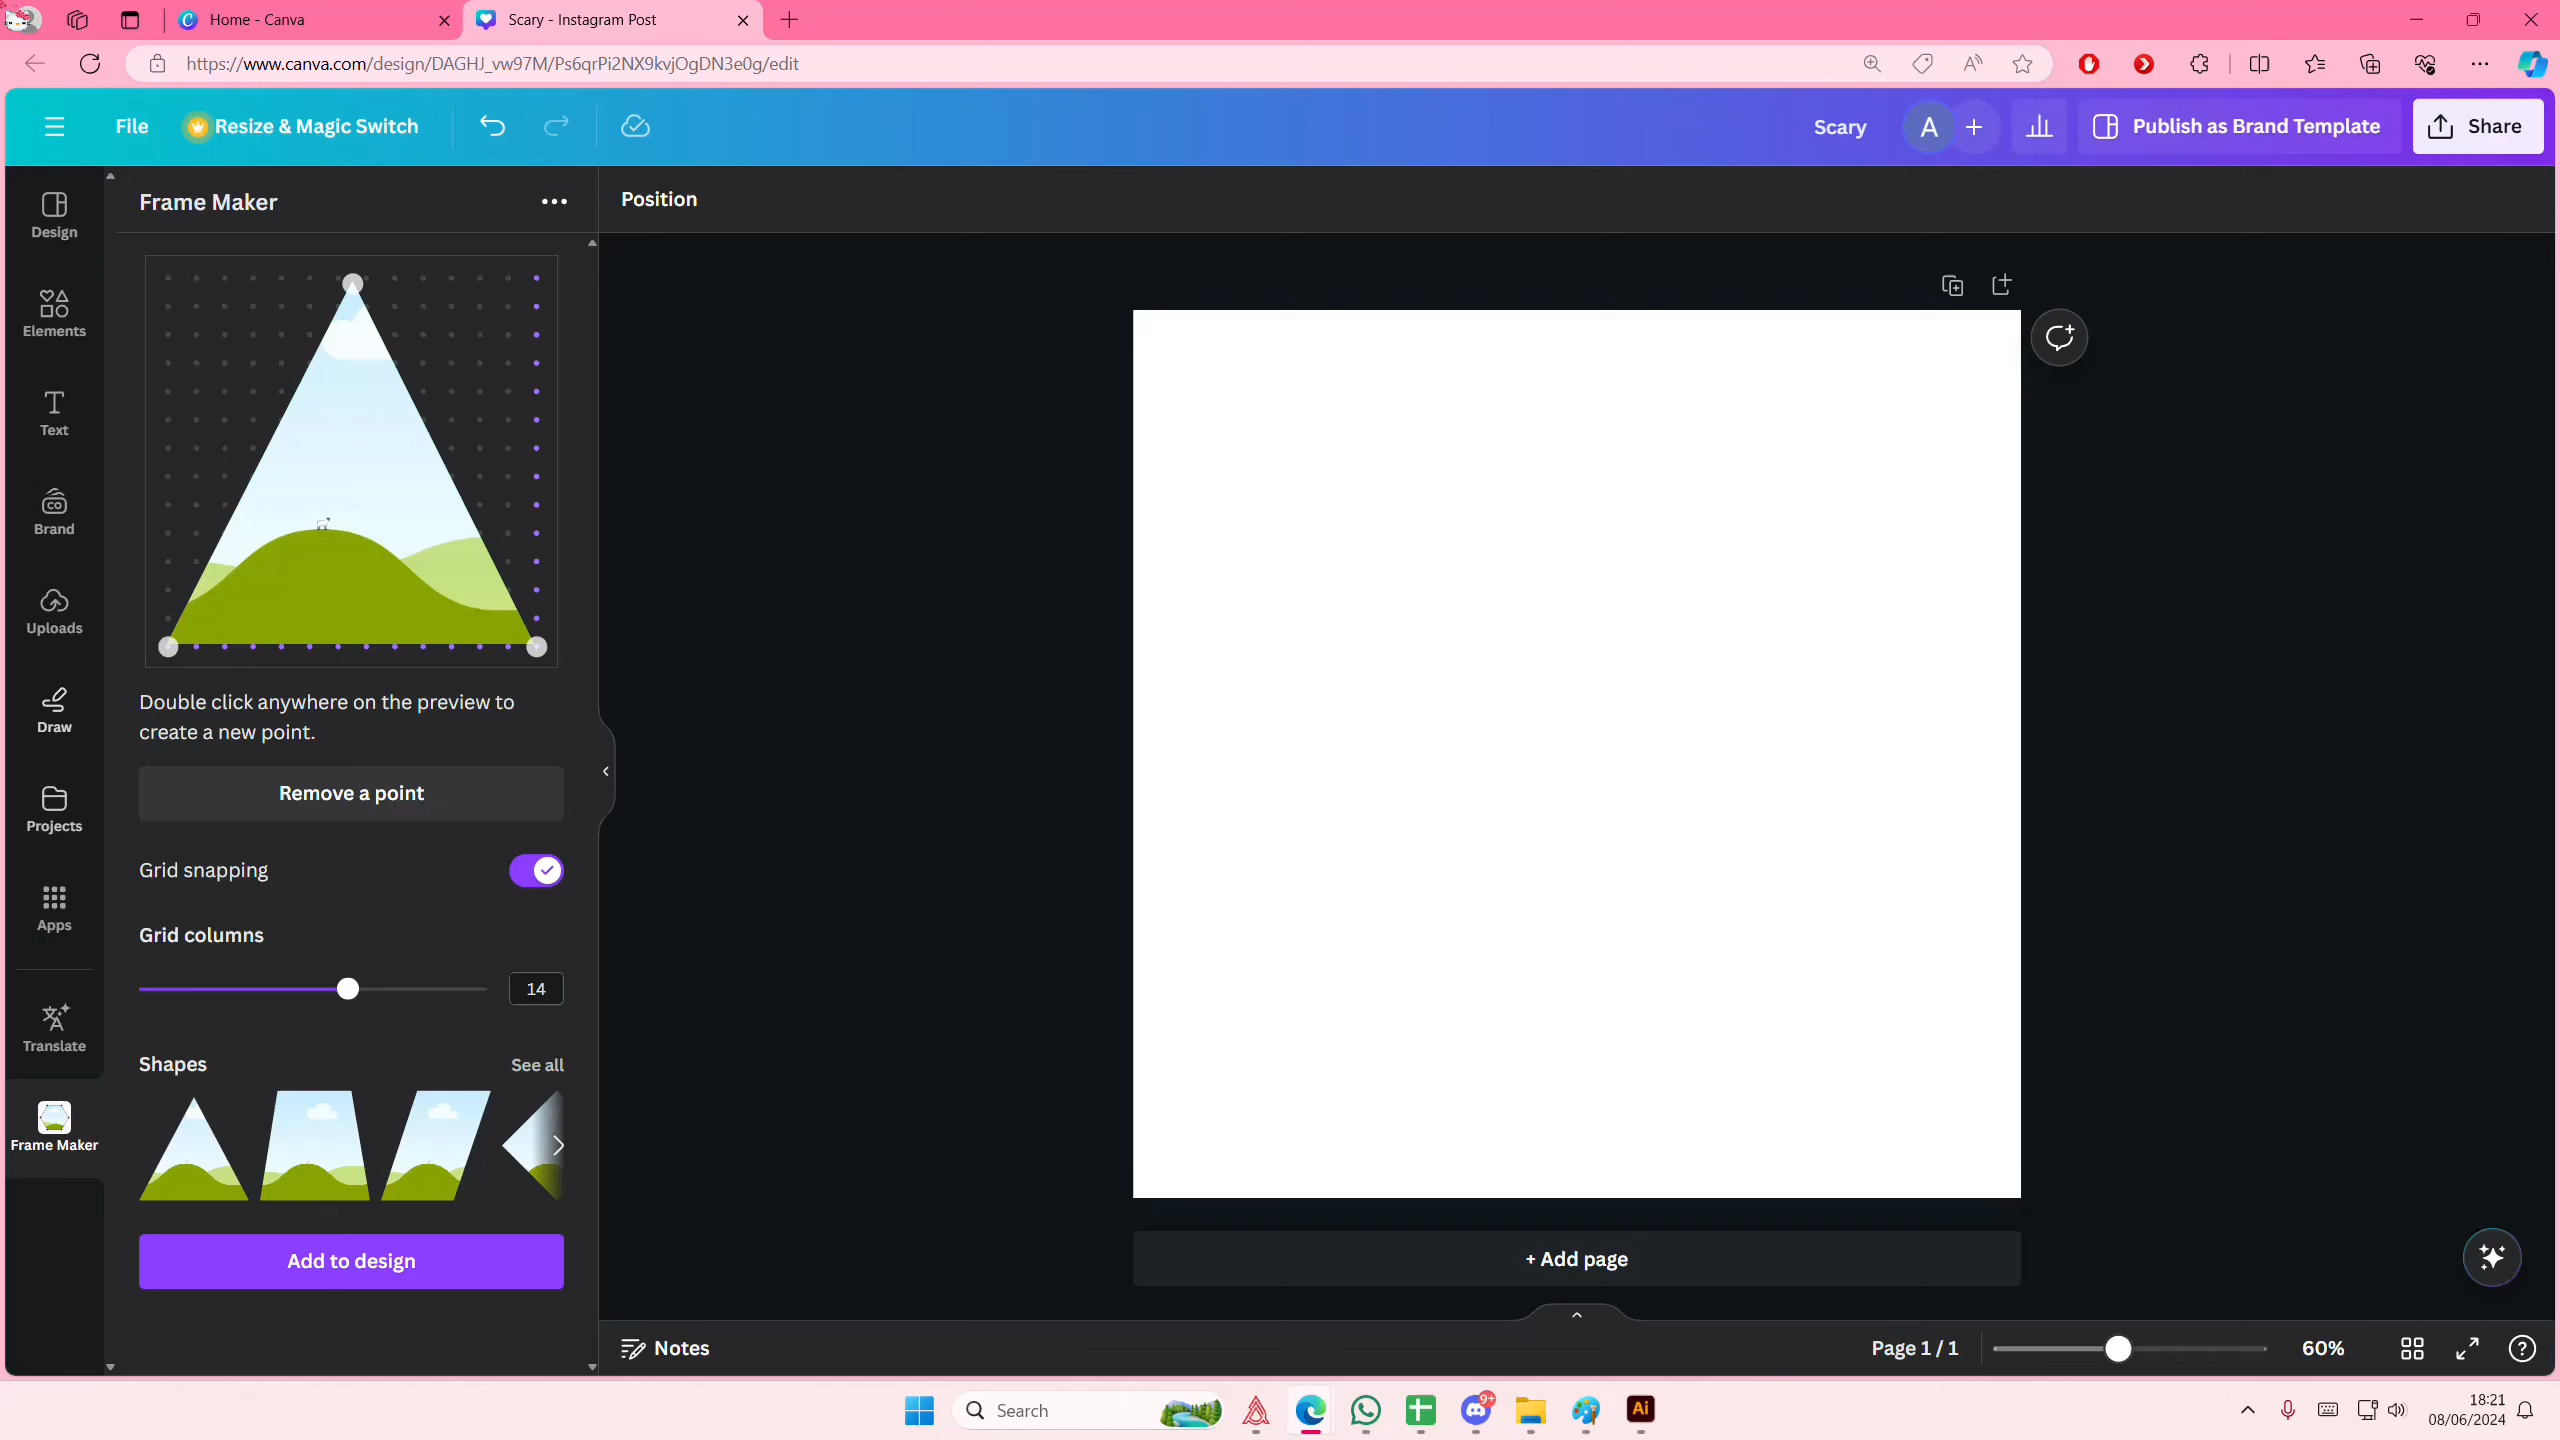 Home - Canva
Scary - Instagram Post
https://www.canva.com/design/DAGHJ_vw97M/Ps6qrPi2NX9kvjOgDN3e0g/edit
File
Resize & Magic Switch
Scary
A
Publish as Brand Template
Share
Design
Elements
Text
Brand
Uploads
Draw
Projects
Apps
Translate
Frame Maker
Frame Maker
Position
Double click anywhere on the preview to
create a new point.
Remove a point
Grid snapping
Grid columns
14
Shapes
See all
Add to design
+ Add page
Notes
Page 1 / 1
60%
Search
9+
Ai
18:21
08/06/2024